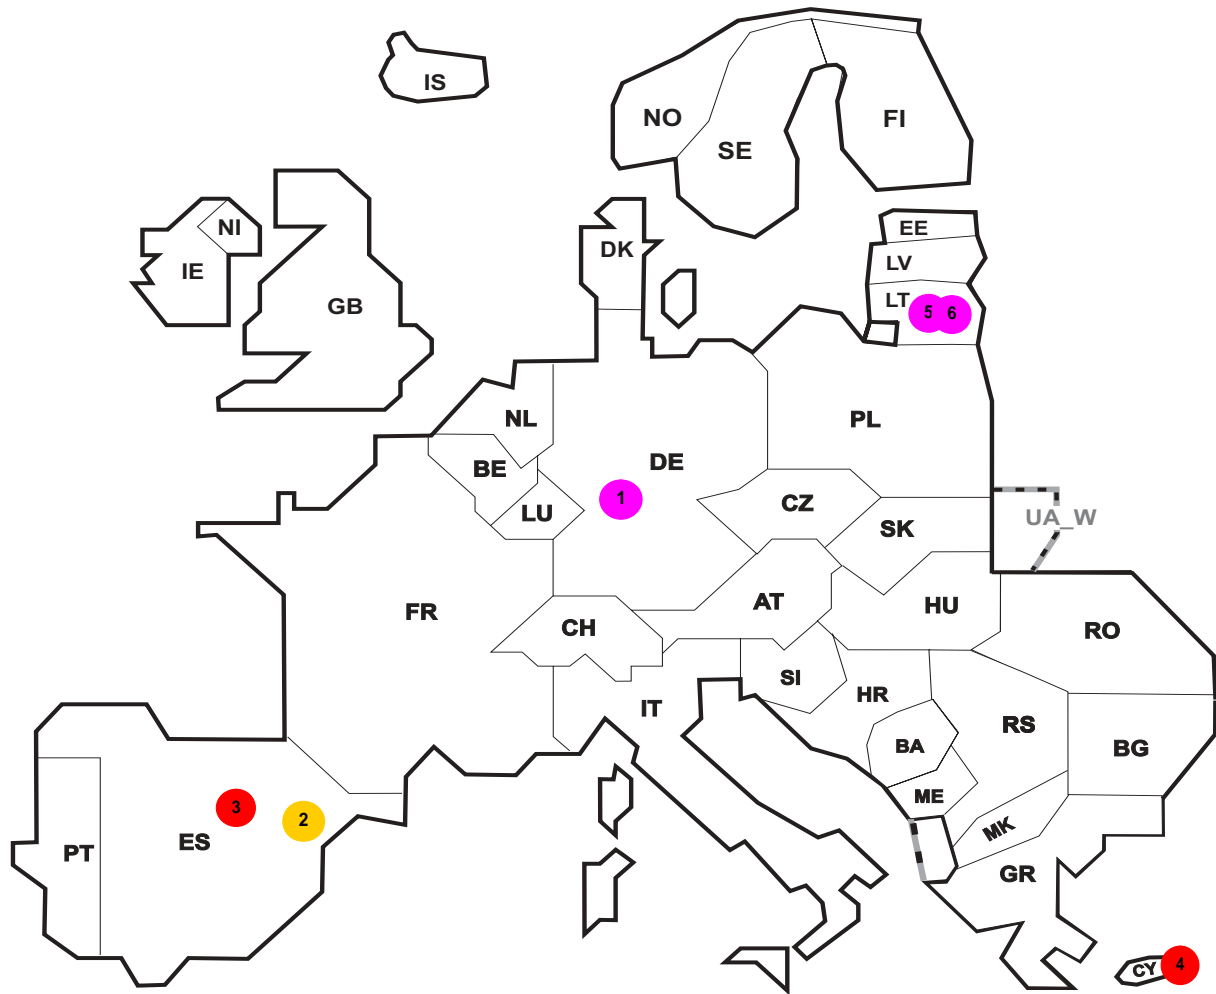 IS
NO
FI
SE
NI
EE
DK
LV
IE
LT
GB
5
6
NL
PL
DE
BE
1
CZ
LU
UA_W
SK
AT
HU
FR
CH
RO
SI
HR
IT
RS
BA
BG
ME
3
2
MK
ES
PT
GR
CY
4